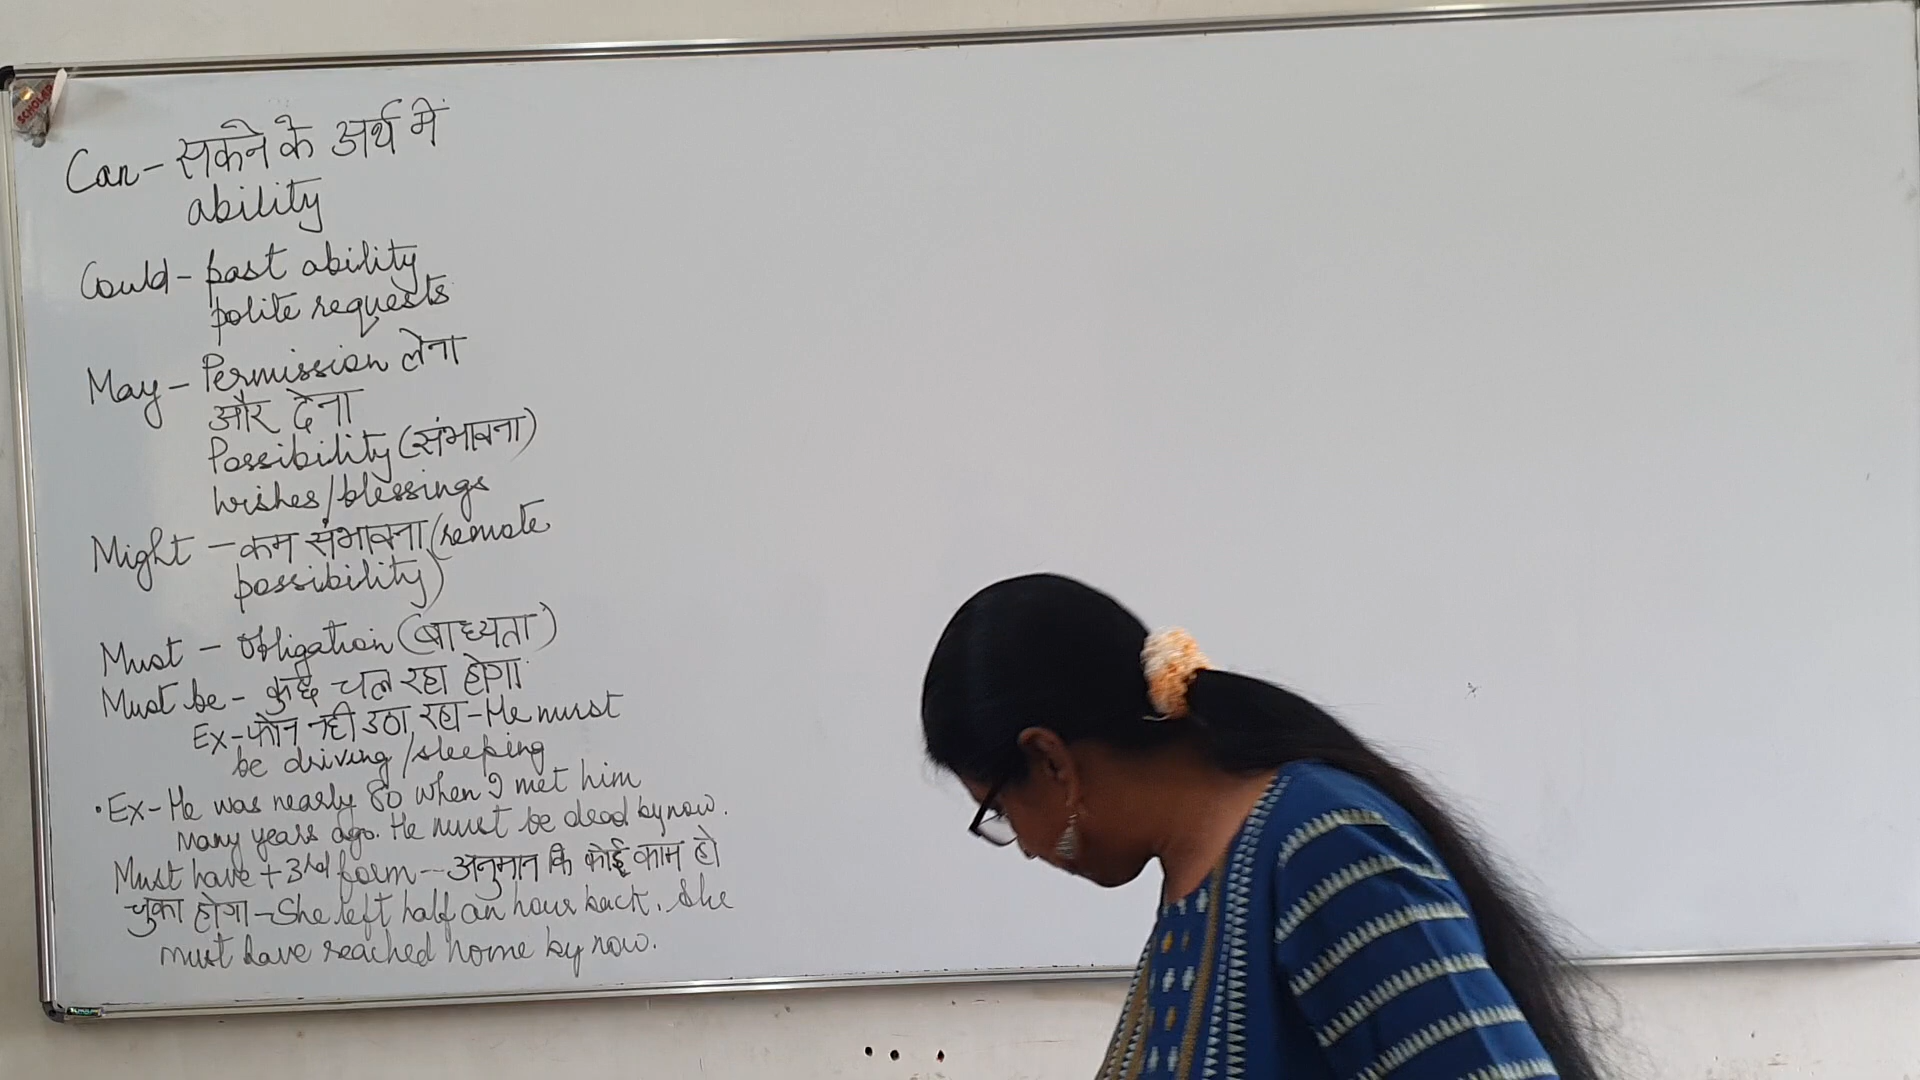 SCHOLAR
Can - सकने के अर्थ में
ability
Could - past ability
polite requests
May - Permission लेना
और देना
Possibility (संभावना)
wishes/blessings
Might - कम संभावना (remote
possibility)
Must - Obligation (बाध्यता)
Must be - कुछ चल रहा होगा
Ex - फोन नही उठा रहा - He must
be driving/sleeping
• Ex - He was nearly 80 when I met him
many years ago. He must be dead by now.
Must have + 3rd form -- अनुमान कि कोई काम हो
चुका होगा - She left half an hour back. She
must have reached home by now.